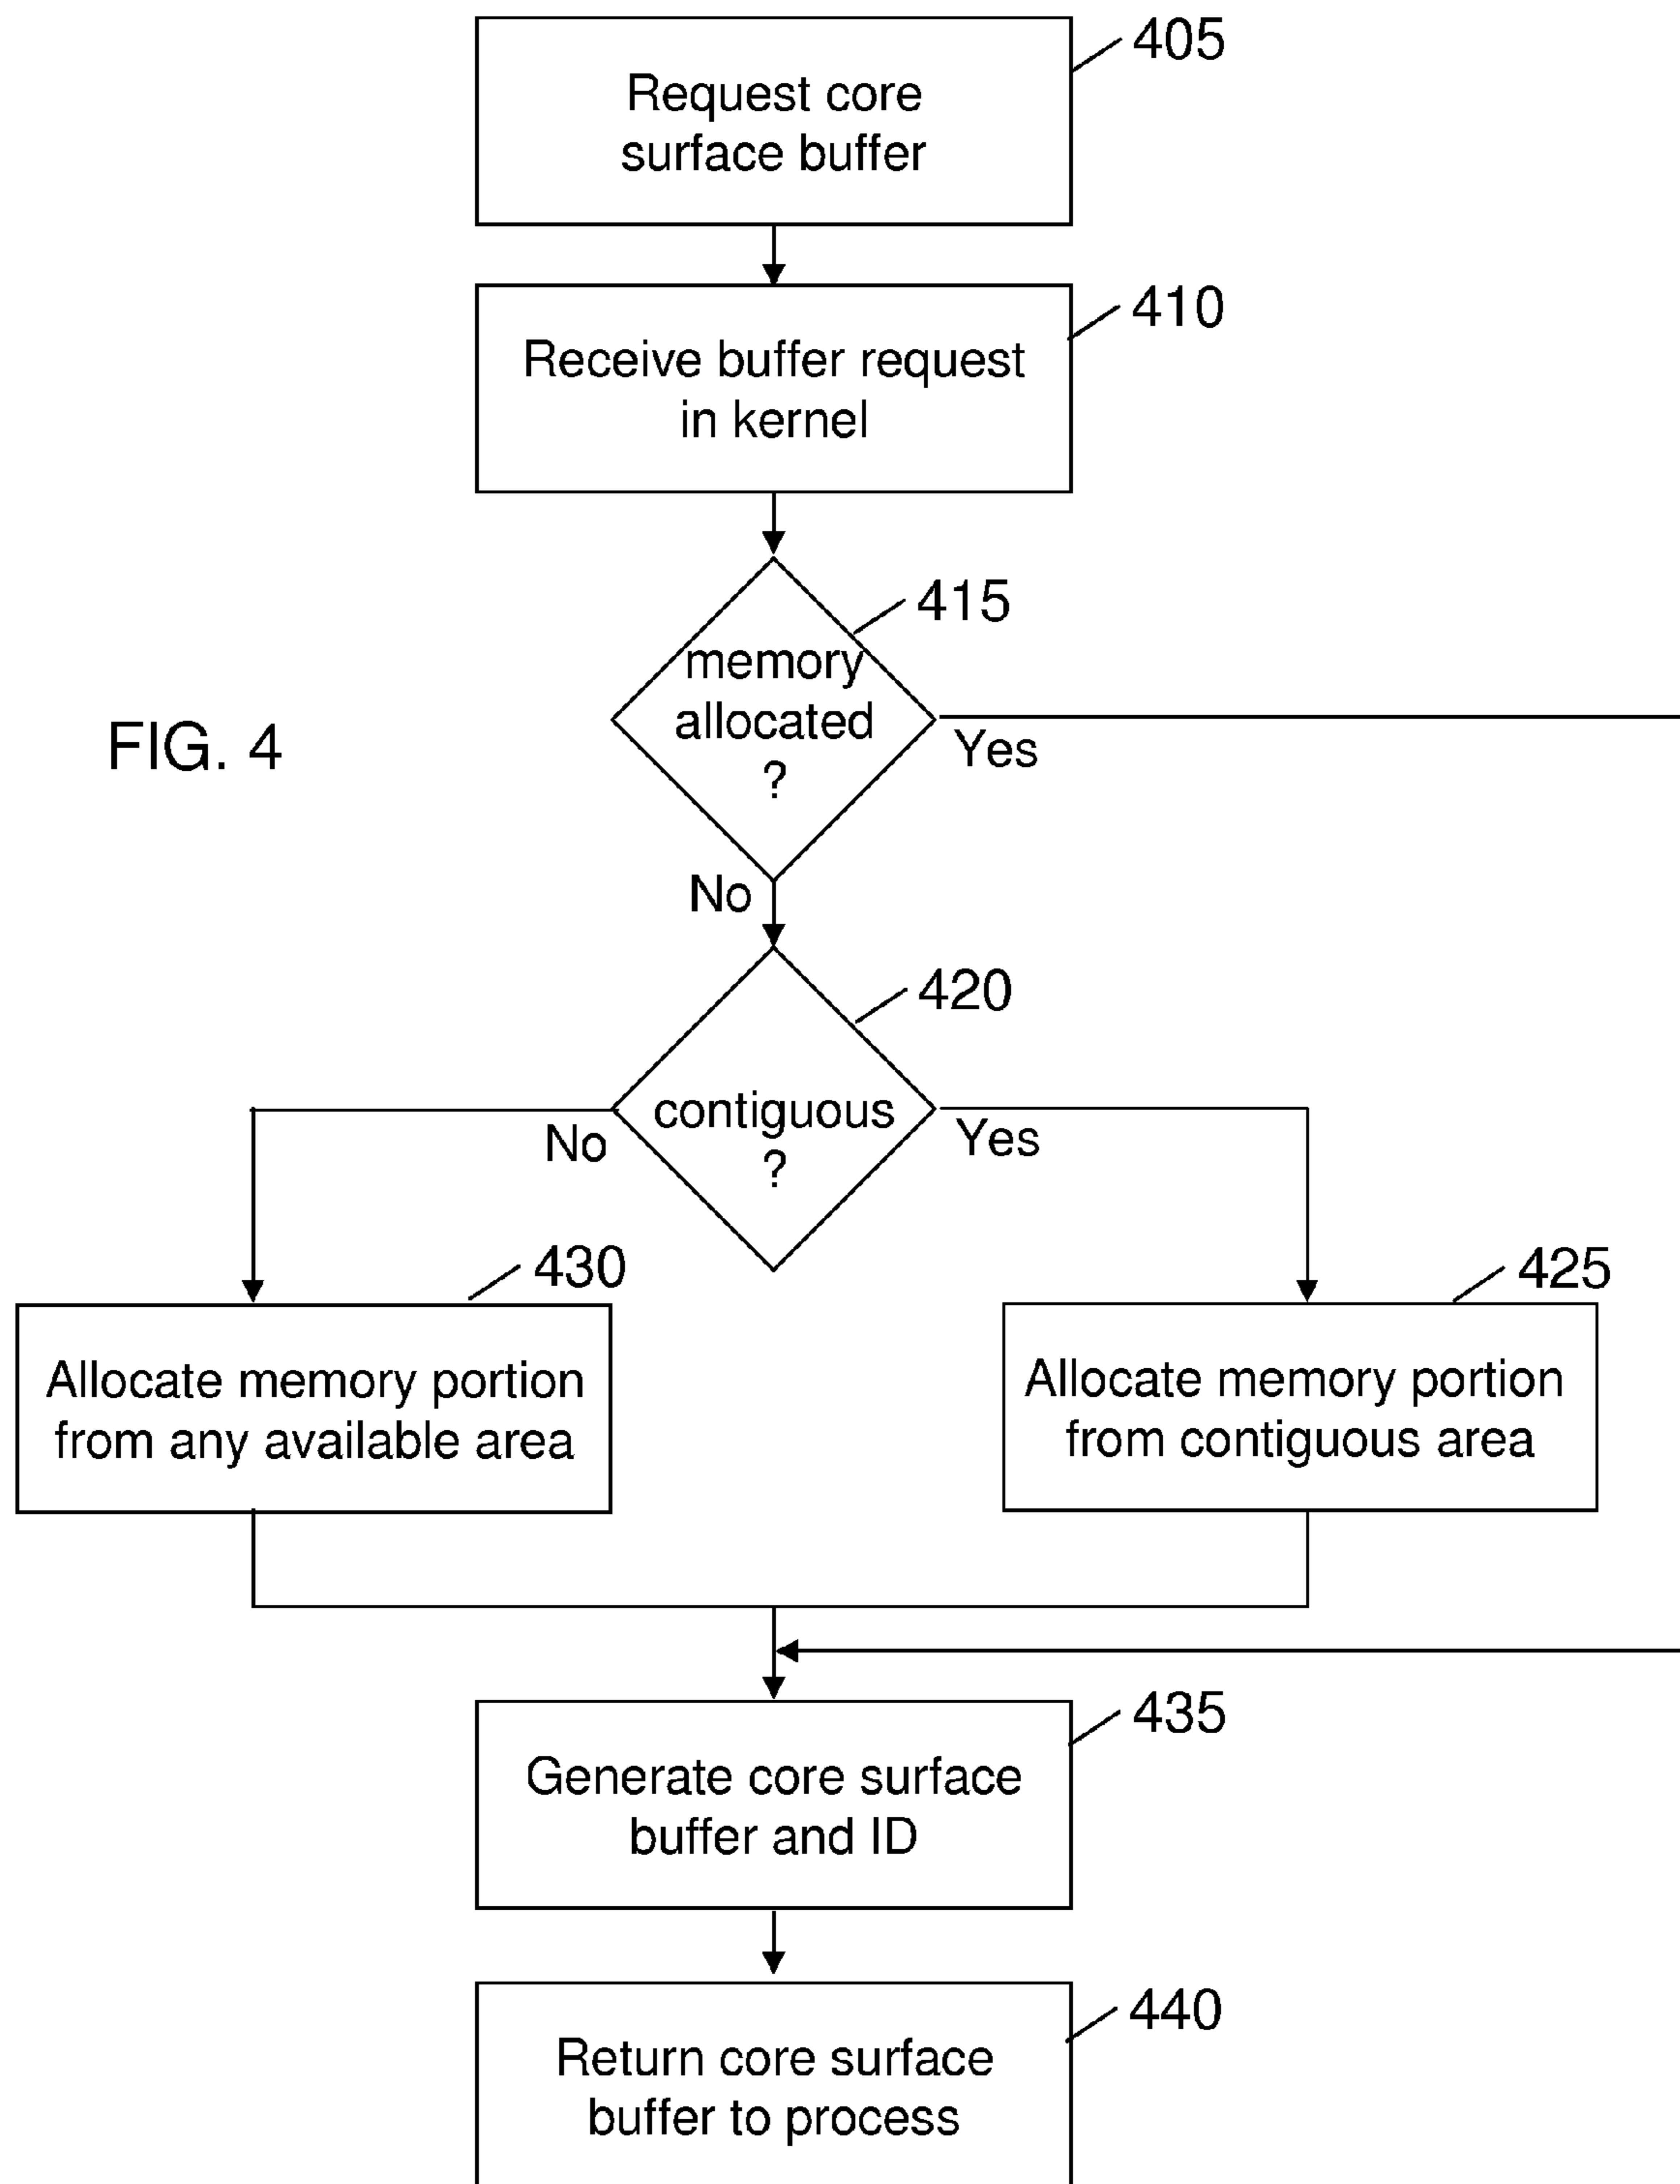 405
Request core
surface buffer
410
Receive buffer request
in kernel
415
memory
allocated
?
Yes
FIG. 4
No
420
contiguous
?
No
Yes
430
425
Allocate memory portion
from any available area
Allocate memory portion
from contiguous area
435
Generate core surface
buffer and ID
440
Return core surface
buffer to process